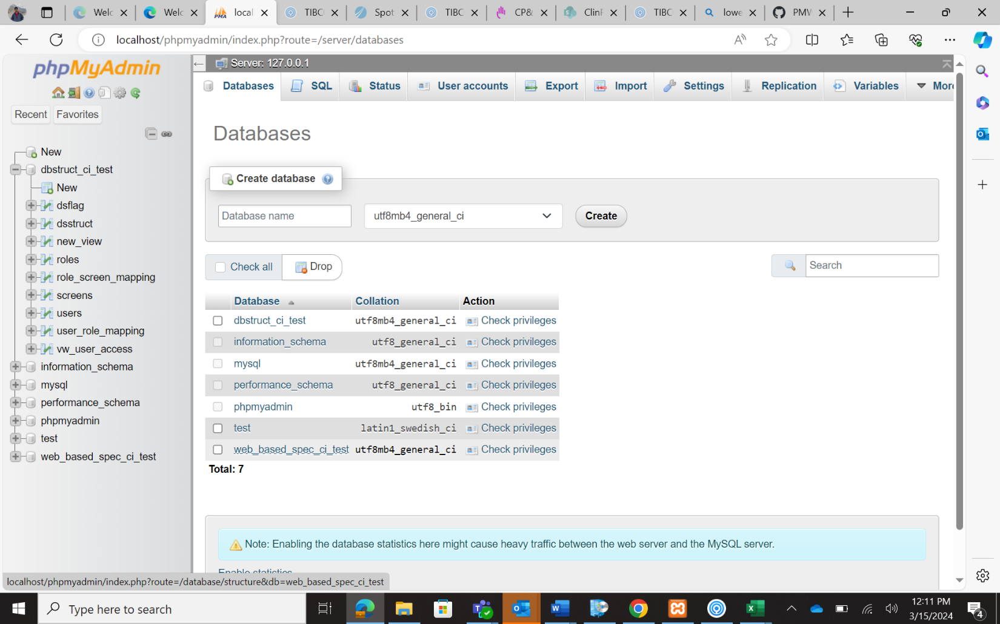 Welc
Welc
local
TIBC
Spot
TIBC
CP&
ClinF
TIBC
lowe
PMW
localhost/phpmyadmin/index.php?route=/server/databases
phpMyAdmin
Recent
Favorites
New
dbstruct_ci_test
New
dsflag
dsstruct
new_view
roles
role_screen_mapping
screens
users
user_role_mapping
vw_user_access
information_schema
mysql
performance_schema
phpmyadmin
test
web_based_spec_ci_test
Server: 127.0.0.1
Databases
SQL
Status
User accounts
Export
Import
Settings
Replication
Variables
More
Databases
Create database
Database name
utf8mb4_general_ci
Create
Check all
Drop
Search
Database Collation Action
dbstruct_ci_test utf8mb4_general_ci Check privileges
information_schema utf8_general_ci Check privileges
mysql utf8mb4_general_ci Check privileges
performance_schema utf8_general_ci Check privileges
phpmyadmin utf8_bin Check privileges
test latin1_swedish_ci Check privileges
web_based_spec_ci_test utf8mb4_general_ci Check privileges
Total: 7
Note: Enabling the database statistics here might cause heavy traffic between the web server and the MySQL server.
Enable statistics
localhost/phpmyadmin/index.php?route=/database/structure&db=web_based_spec_ci_test
Type here to search
12:11 PM
3/15/2024
4